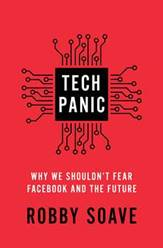 TECH
PANIC
WHY WE SHOULDN'T FEAR
FACEBOOK AND THE FUTURE
ROBBY SOAVE